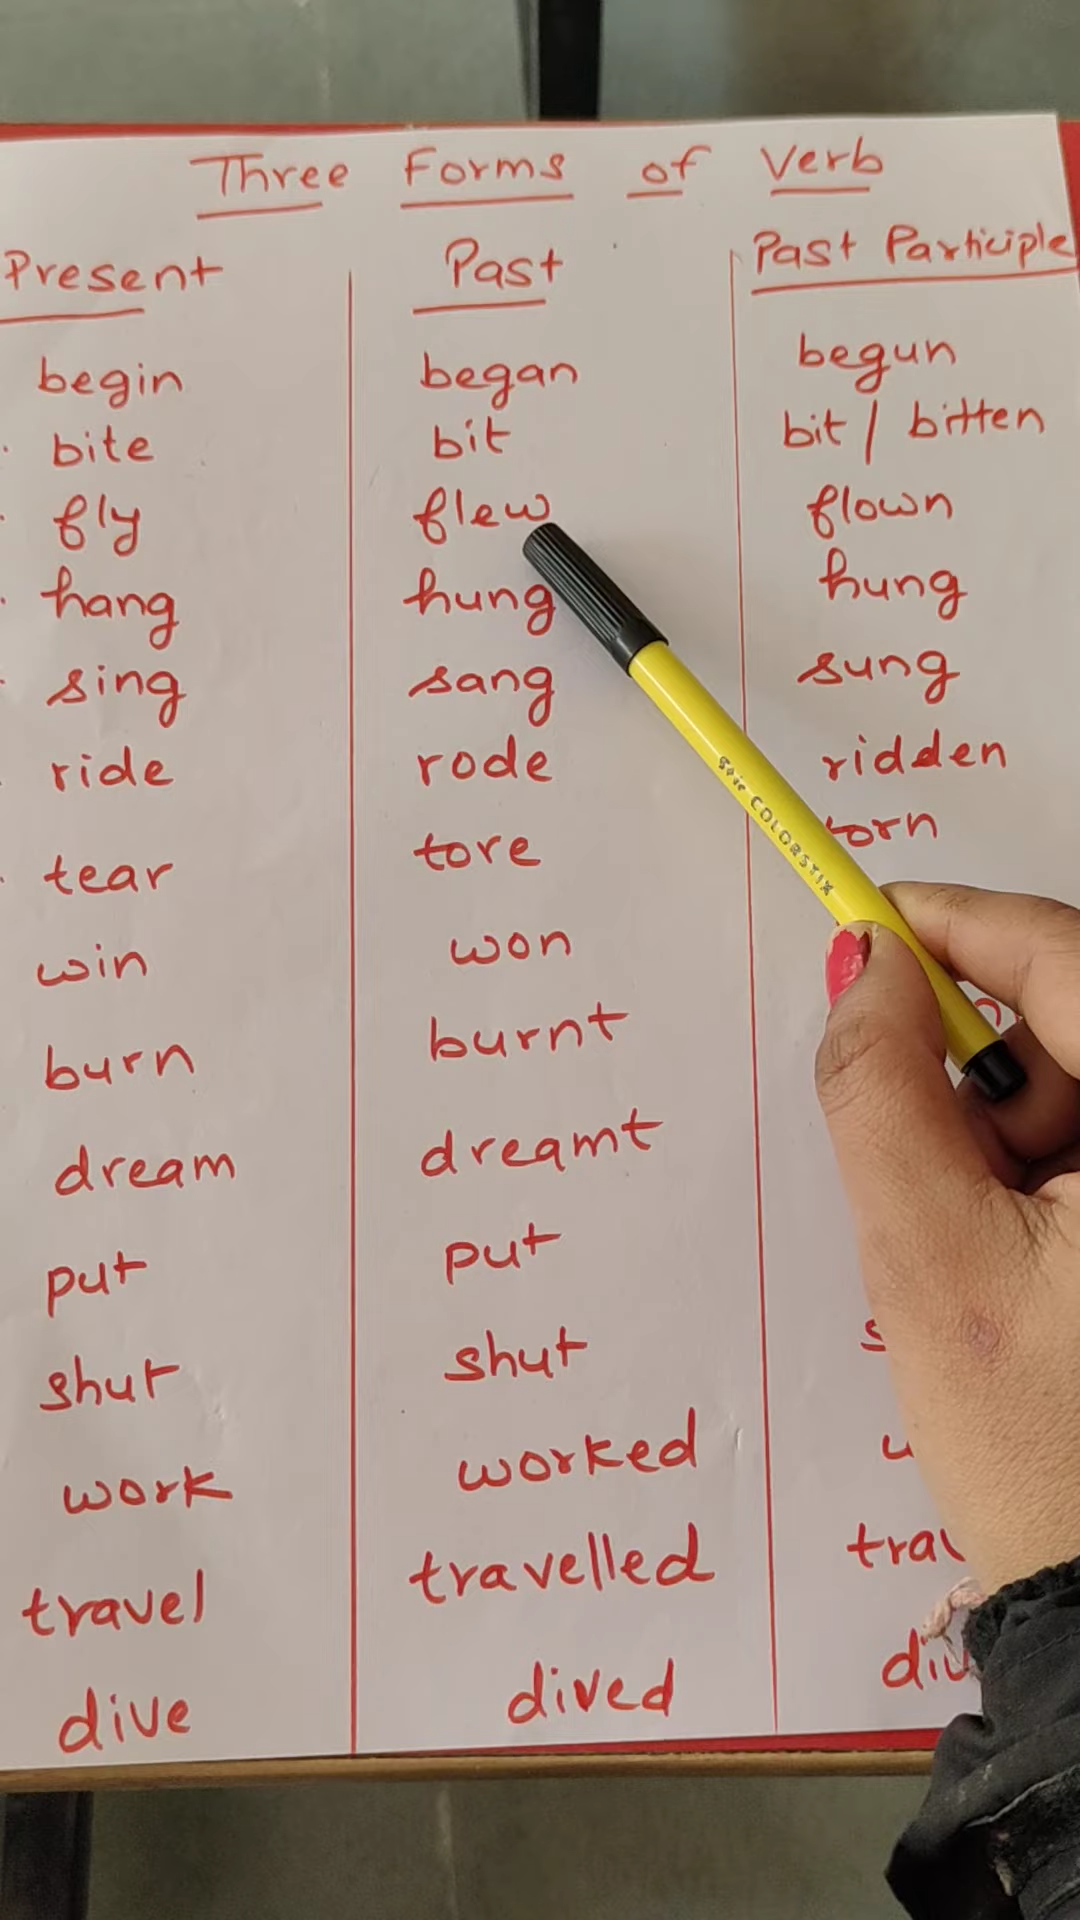 Three Forms of Verb
Present Past Past Participle
begin began begun
bite bit bit / bitten
fly flew flown
hang hung hung
sing sang sung
ride rode ridden
tear tore torn
win won
burn burnt
dream dreamt
put put
shut shut
work worked
travel travelled
dive dived
COLORSTIX